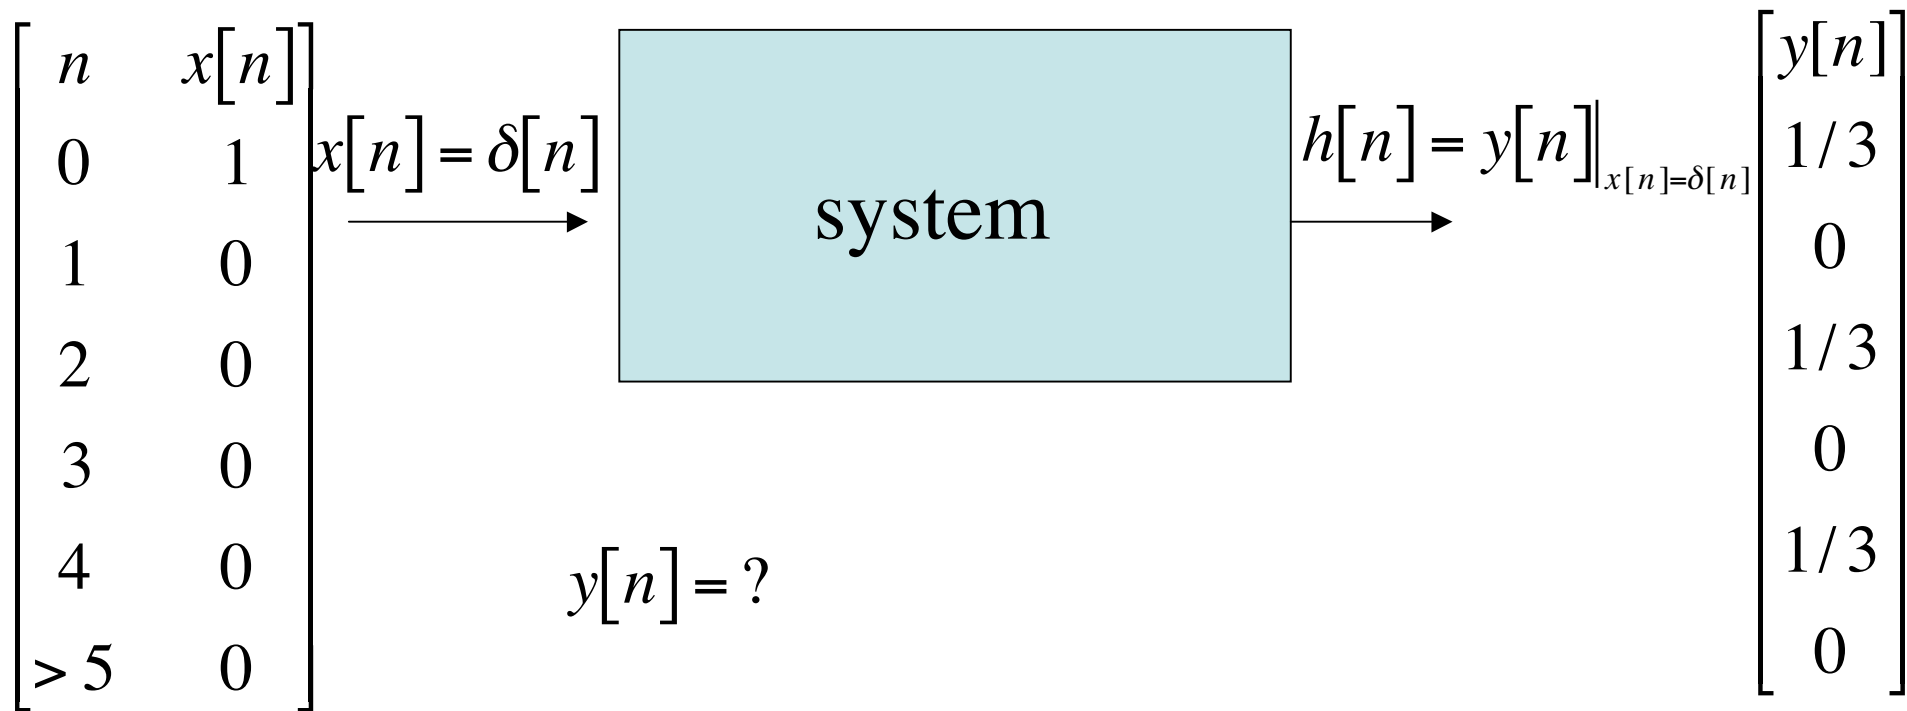 n x[n]
0 1
1 0
2 0
3 0
4 0
> 5 0
x[n] = δ[n]
system
y[n] = ?
h[n] = y[n]|x[n]=δ[n]
y[n]
1/3
0
1/3
0
1/3
0